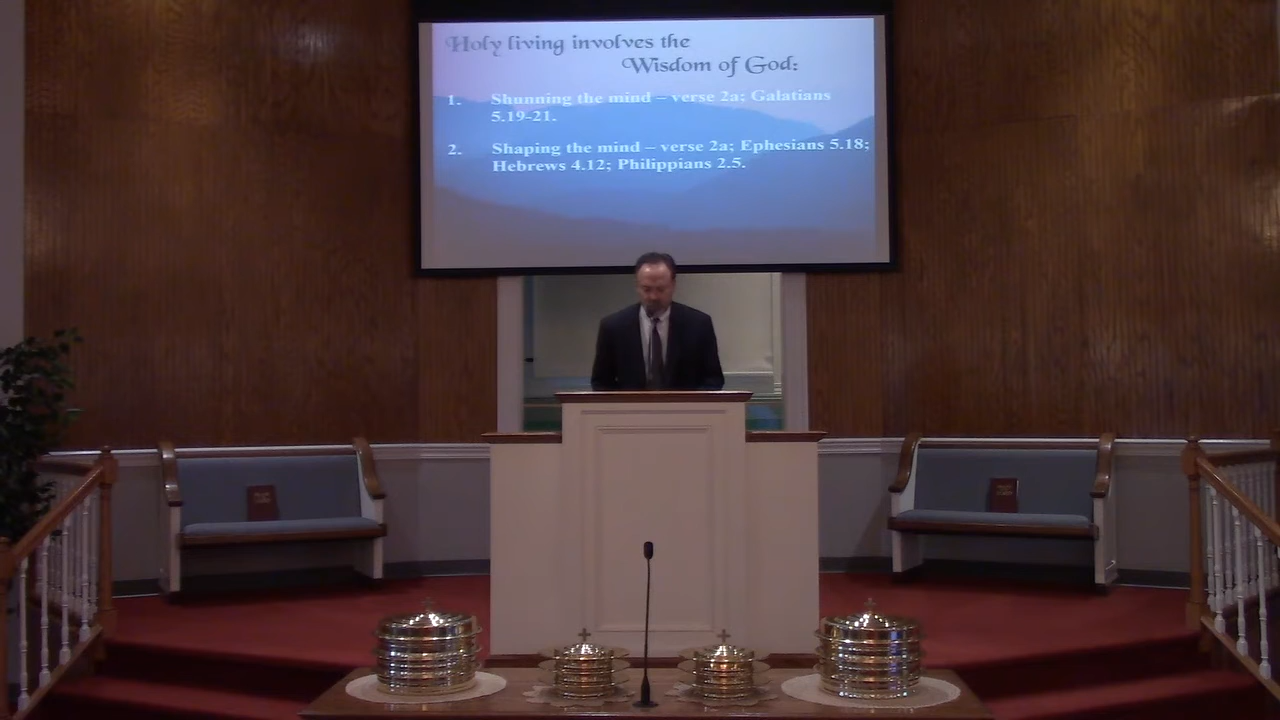 Holy living involves the
Wisdom of God:
1. Shunning the mind – verse 2a; Galatians
5.19-21.
2. Shaping the mind – verse 2a; Ephesians 5.18;
Hebrews 4.12; Philippians 2.5.